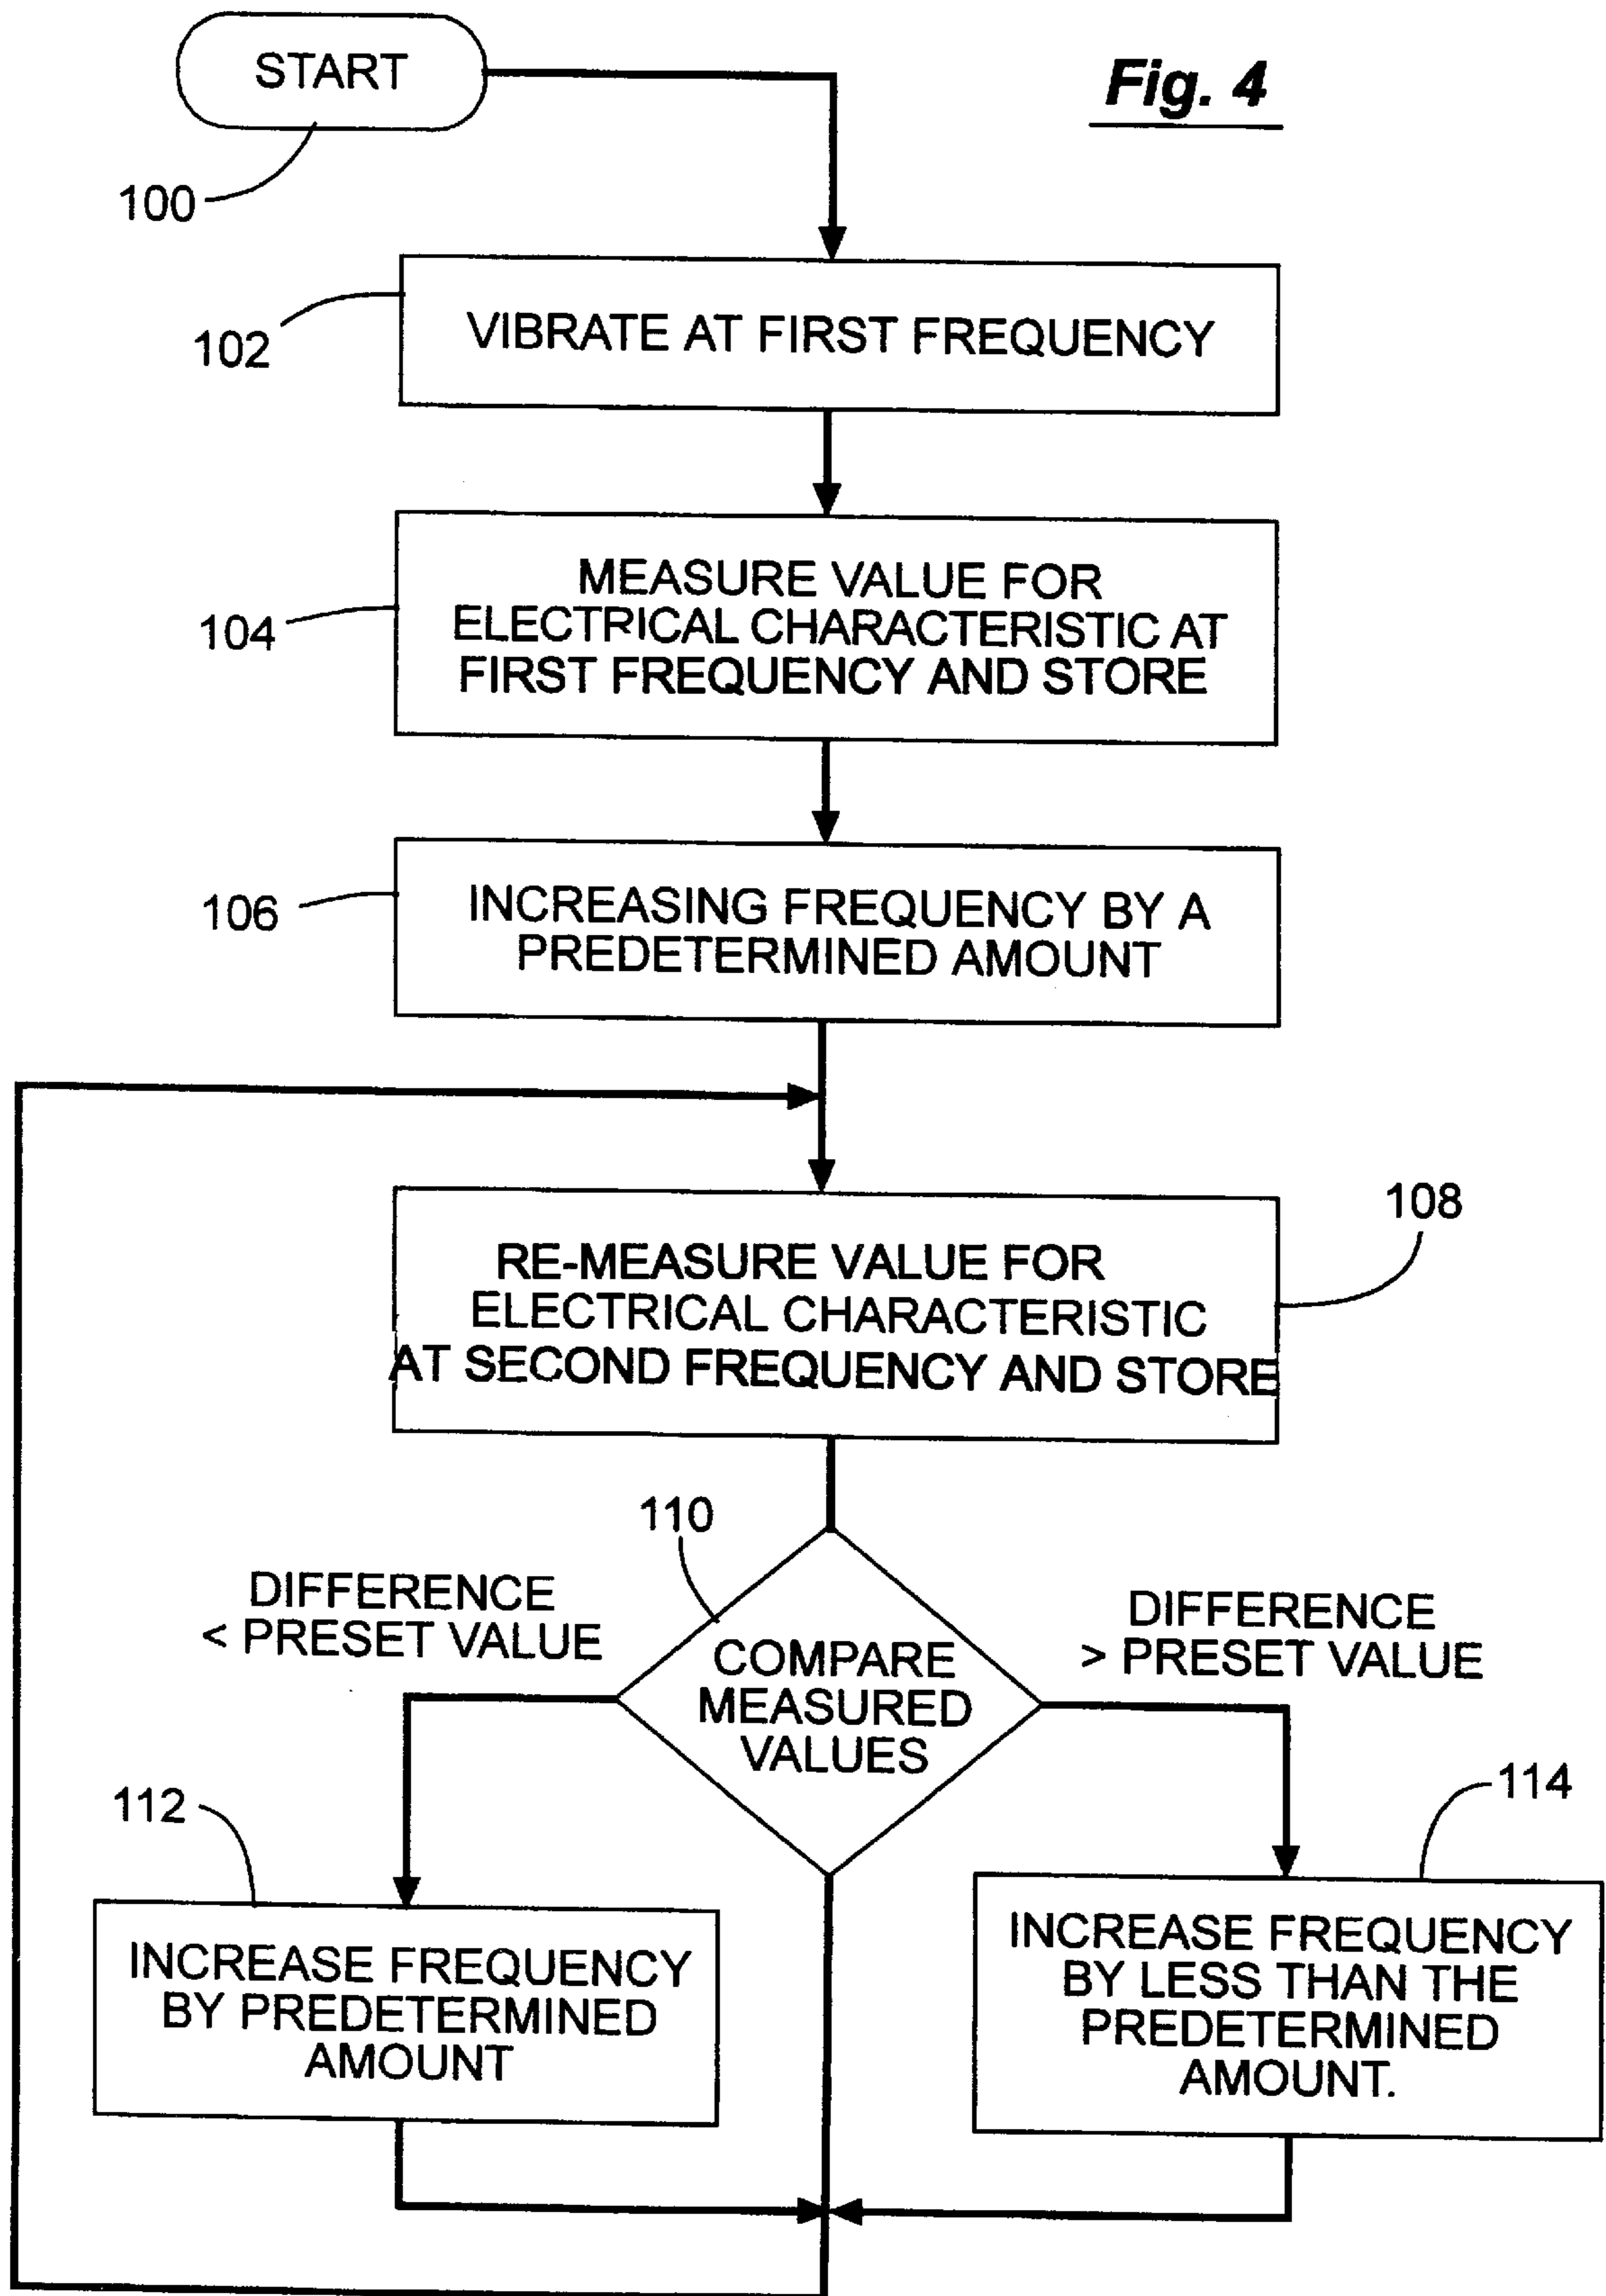 START
Fig. 4
100
VIBRATE AT FIRST FREQUENCY
102
MEASURE VALUE FOR
ELECTRICAL CHARACTERISTIC AT
FIRST FREQUENCY AND STORE
104
INCREASING FREQUENCY BY A
PREDETERMINED AMOUNT
106
108
RE-MEASURE VALUE FOR
ELECTRICAL CHARACTERISTIC
AT SECOND FREQUENCY AND STORE
110
DIFFERENCE
< PRESET VALUE
DIFFERENCE
> PRESET VALUE
COMPARE
MEASURED
VALUES
112
114
INCREASE FREQUENCY
BY PREDETERMINED
AMOUNT
INCREASE FREQUENCY
BY LESS THAN THE
PREDETERMINED
AMOUNT.